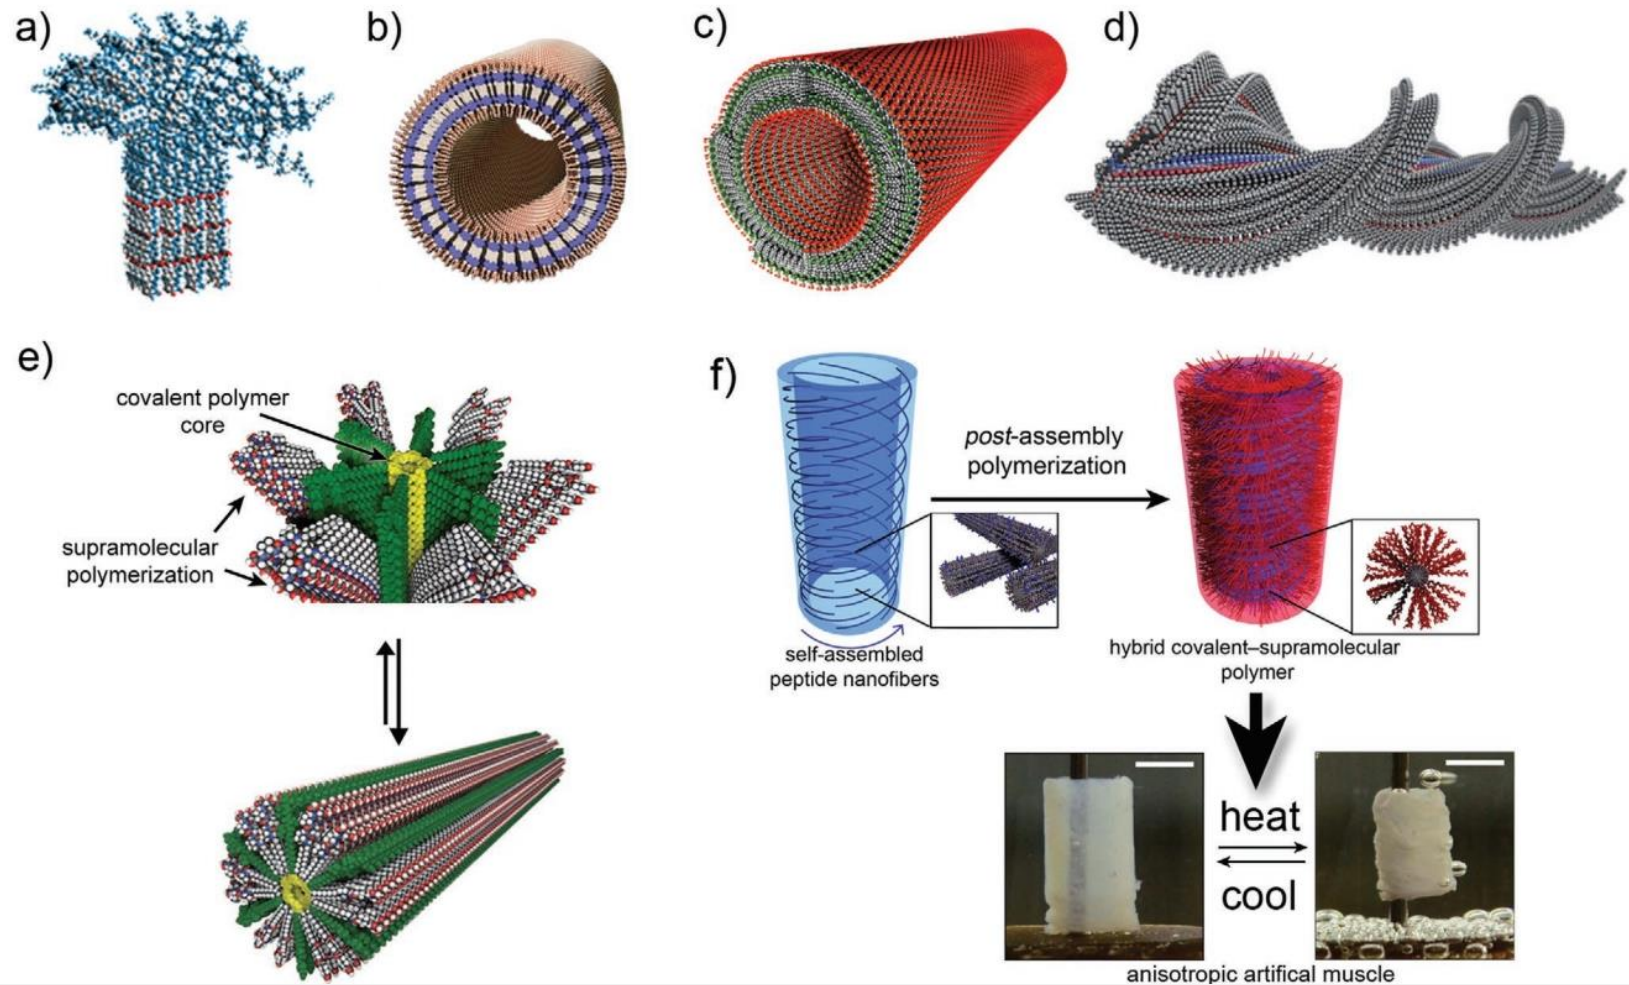 a)
b)
c)
d)
e)
covalent polymer
core
supramolecular
polymerization
f)
post-assembly
polymerization
self-assembled
peptide nanofibers
hybrid covalent–supramolecular
polymer
heat
cool
anisotropic artifical muscle